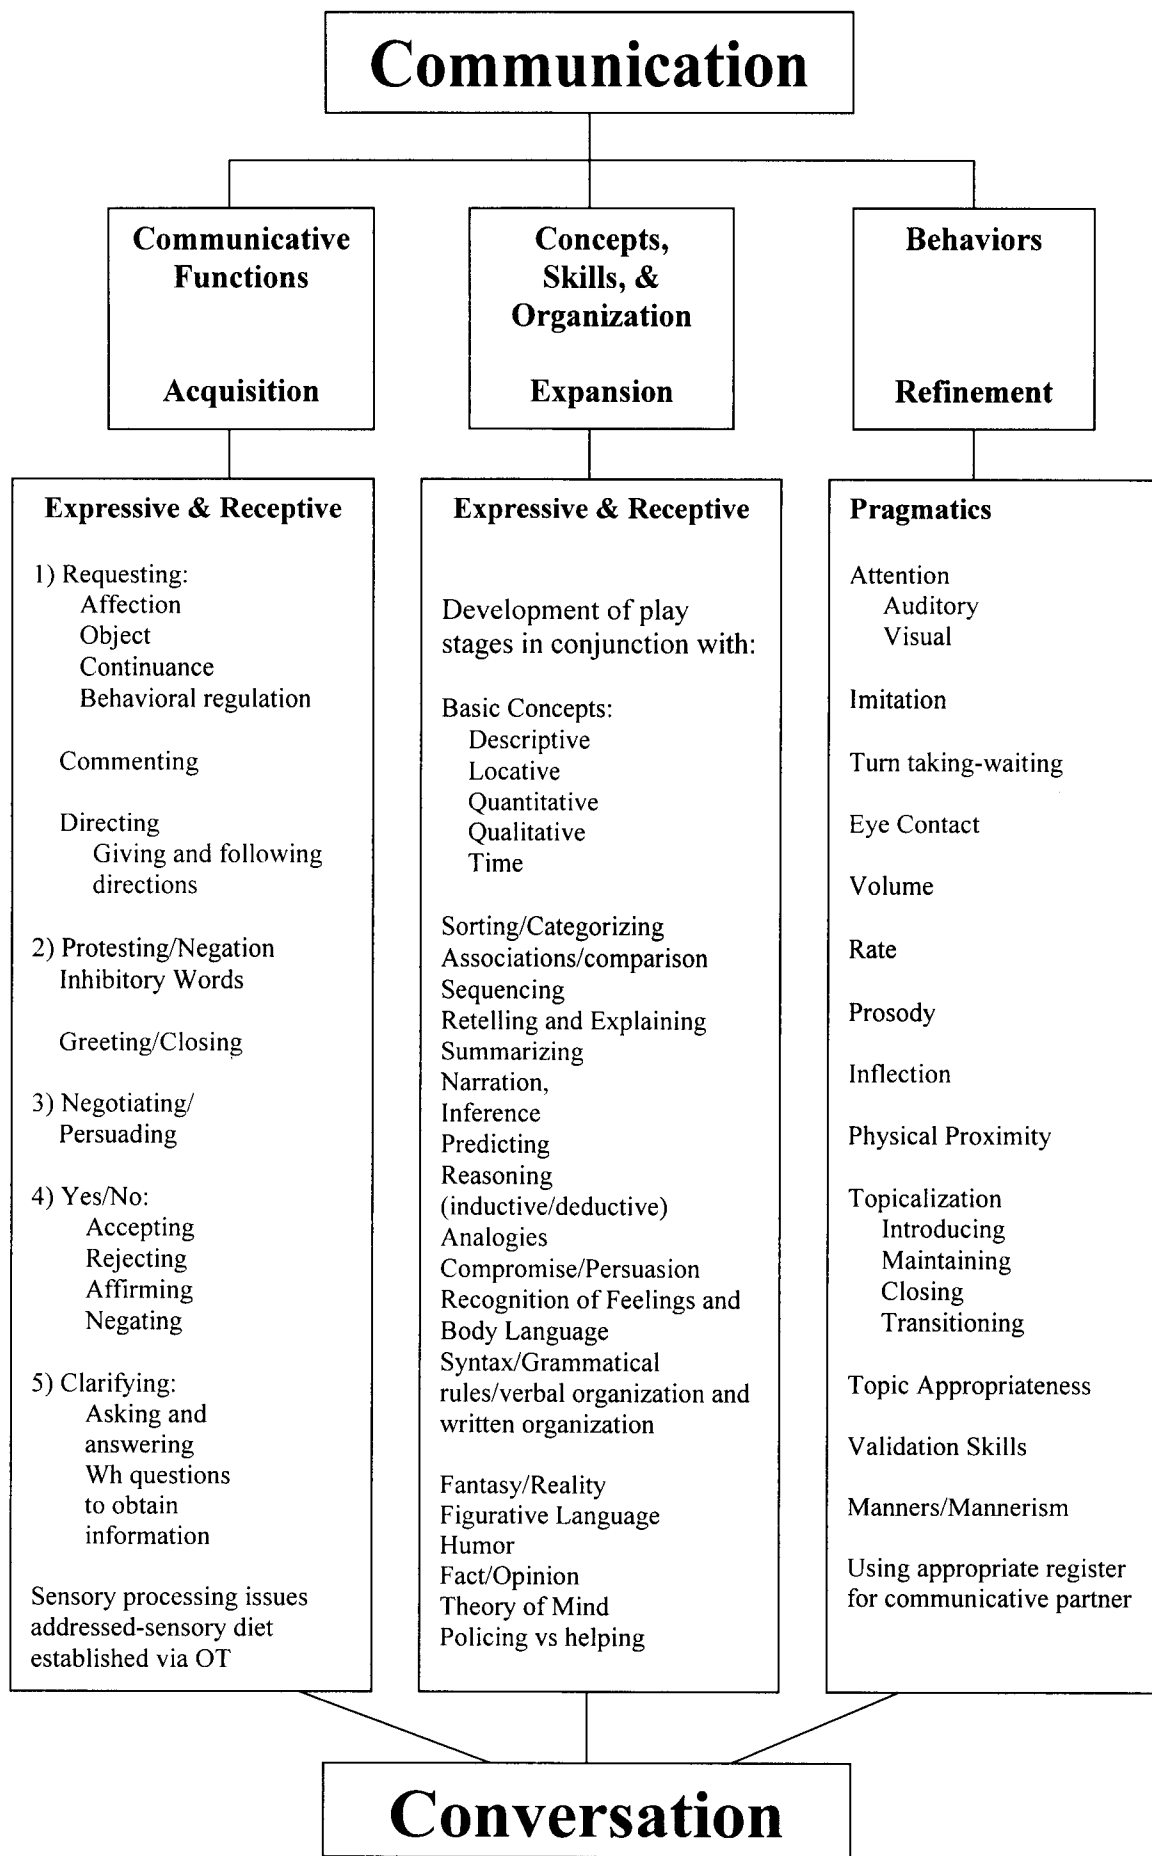 Communication
Communicative
Functions
Acquisition
Concepts,
Skills, &
Organization
Expansion
Behaviors
Refinement
Expressive & Receptive
1) Requesting:
Affection
Object
Continuance
Behavioral regulation
Commenting
Directing
Giving and following
directions
2) Protesting/Negation
Inhibitory Words
Greeting/Closing
3) Negotiating/
Persuading
4) Yes/No:
Accepting
Rejecting
Affirming
Negating
5) Clarifying:
Asking and
answering
Wh questions
to obtain
information
Sensory processing issues
addressed-sensory diet
established via OT
Expressive & Receptive
Development of play
stages in conjunction with:
Basic Concepts:
Descriptive
Locative
Quantitative
Qualitative
Time
Sorting/Categorizing
Associations/comparison
Sequencing
Retelling and Explaining
Summarizing
Narration,
Inference
Predicting
Reasoning
(inductive/deductive)
Analogies
Compromise/Persuasion
Recognition of Feelings and
Body Language
Syntax/Grammatical
rules/verbal organization and
written organization
Fantasy/Reality
Figurative Language
Humor
Fact/Opinion
Theory of Mind
Policing vs helping
Pragmatics
Attention
Auditory
Visual
Imitation
Turn taking-waiting
Eye Contact
Volume
Rate
Prosody
Inflection
Physical Proximity
Topicalization
Introducing
Maintaining
Closing
Transitioning
Topic Appropriateness
Validation Skills
Manners/Mannerism
Using appropriate register
for communicative partner
Conversation